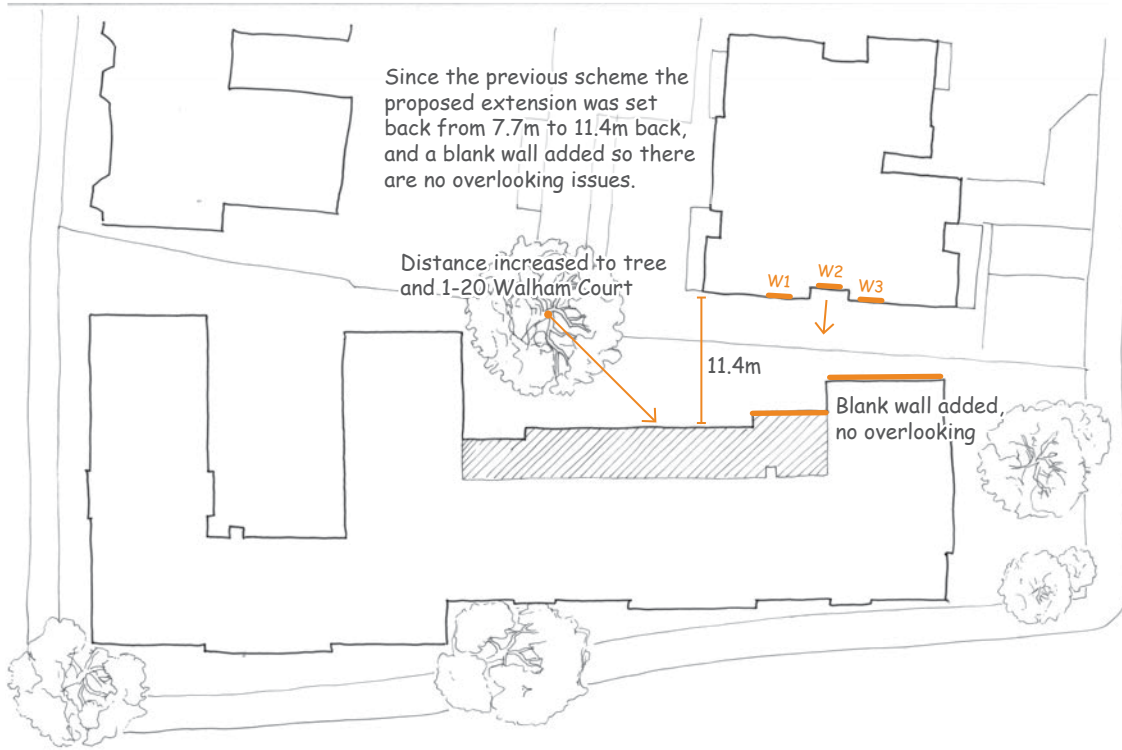 Since the previous scheme the
proposed extension was set
back from 7.7m to 11.4m back,
and a blank wall added so there
are no overlooking issues.
Distance increased to tree
and 1-20 Walham Court
W1
W2
W3
11.4m
Blank wall added,
no overlooking